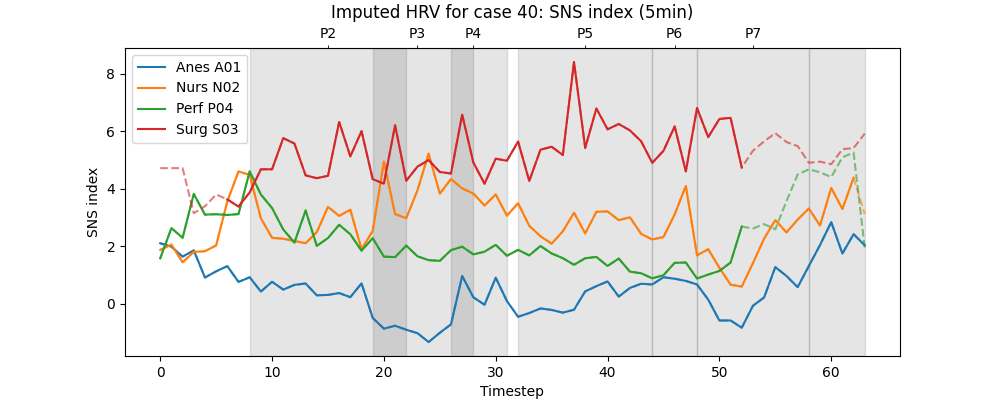 Imputed HRV for case 40: SNS index (5min)
P2 P3 P4 P5 P6 P7
Anes A01
Nurs N02
Perf P04
Surg S03
8
6
4
2
0
SNS index
0 10 20 30 40 50 60
Timestep